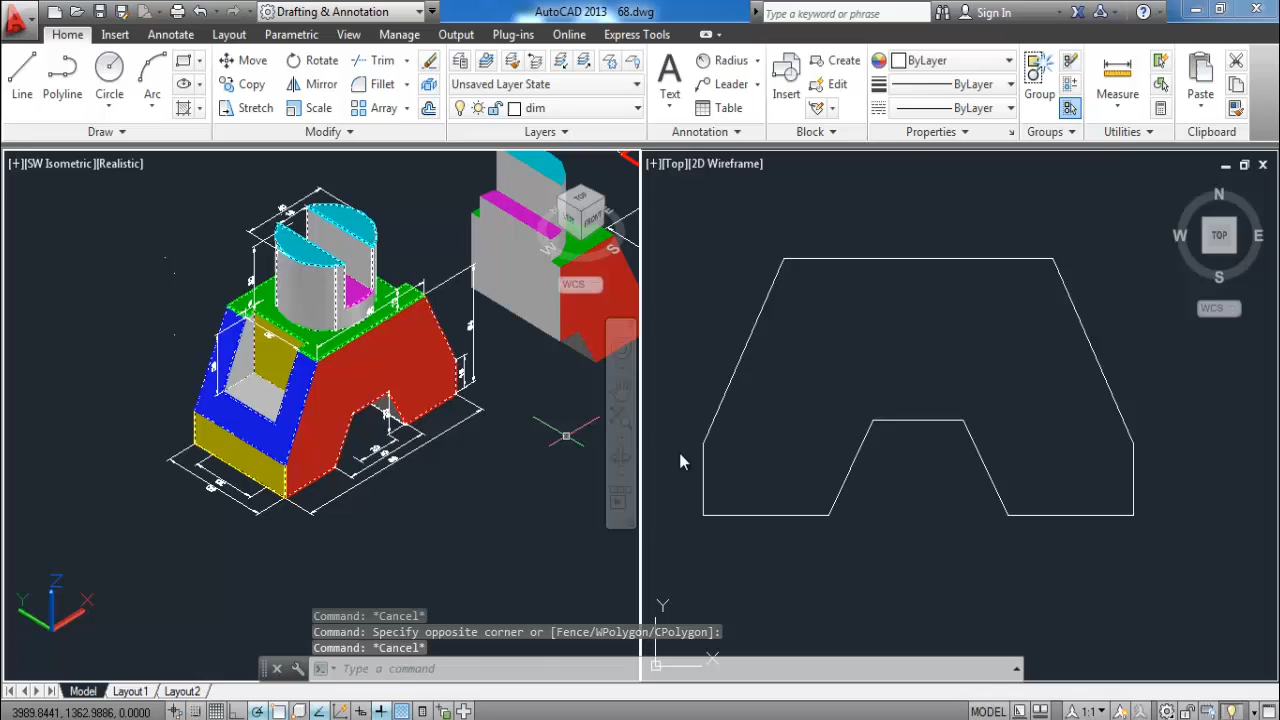 Drafting & Annotation
AutoCAD 2013 68.dwg
Type a keyword or phrase
Sign In
Home Insert Annotate Layout Parametric View Manage Output Plug-ins Online Express Tools
Line Polyline Circle Arc
Move Rotate Trim
Copy Mirror Fillet
Stretch Scale Array
Unsaved Layer State
dim
Text
Radius
Leader
Table
Insert
Create
Edit
ByLayer
ByLayer
ByLayer
Group
Measure
Paste
Draw Modify Layers Annotation Block Properties Groups Utilities Clipboard
[+][SW Isometric][Realistic]
[+][Top][2D Wireframe]
TOP
FRONT
W
S
WCS
N
W TOP E
S
WCS
Z
Y X
Y
X
Command: *Cancel*
Command: Specify opposite corner or [Fence/WPolygon/CPolygon]:
Command: *Cancel*
Type a command
Model Layout1 Layout2
3989.8541, 1362.9886, 0.0000
MODEL
1:1